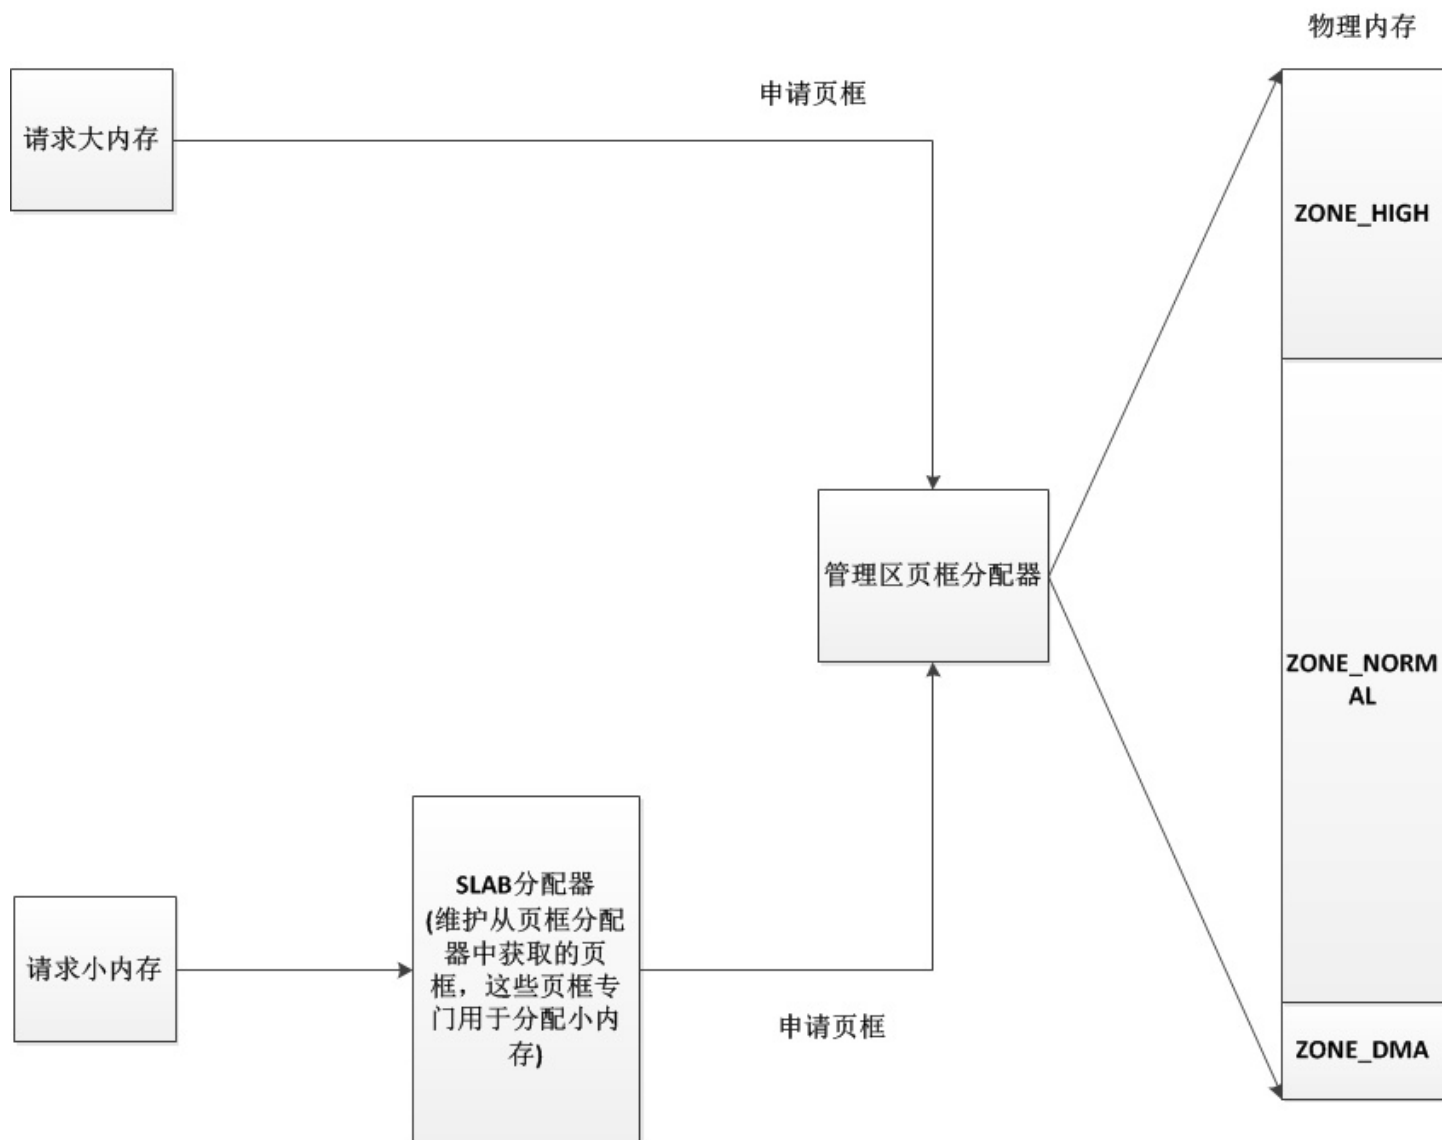 物理内存
申请页框
请求大内存
ZONE_HIGH
管理区页框分配器
ZONE_NORM
AL
SLAB分配器
(维护从页框分配
器中获取的页
框，这些页框专
门用于分配小内
存)
请求小内存
申请页框
ZONE_DMA